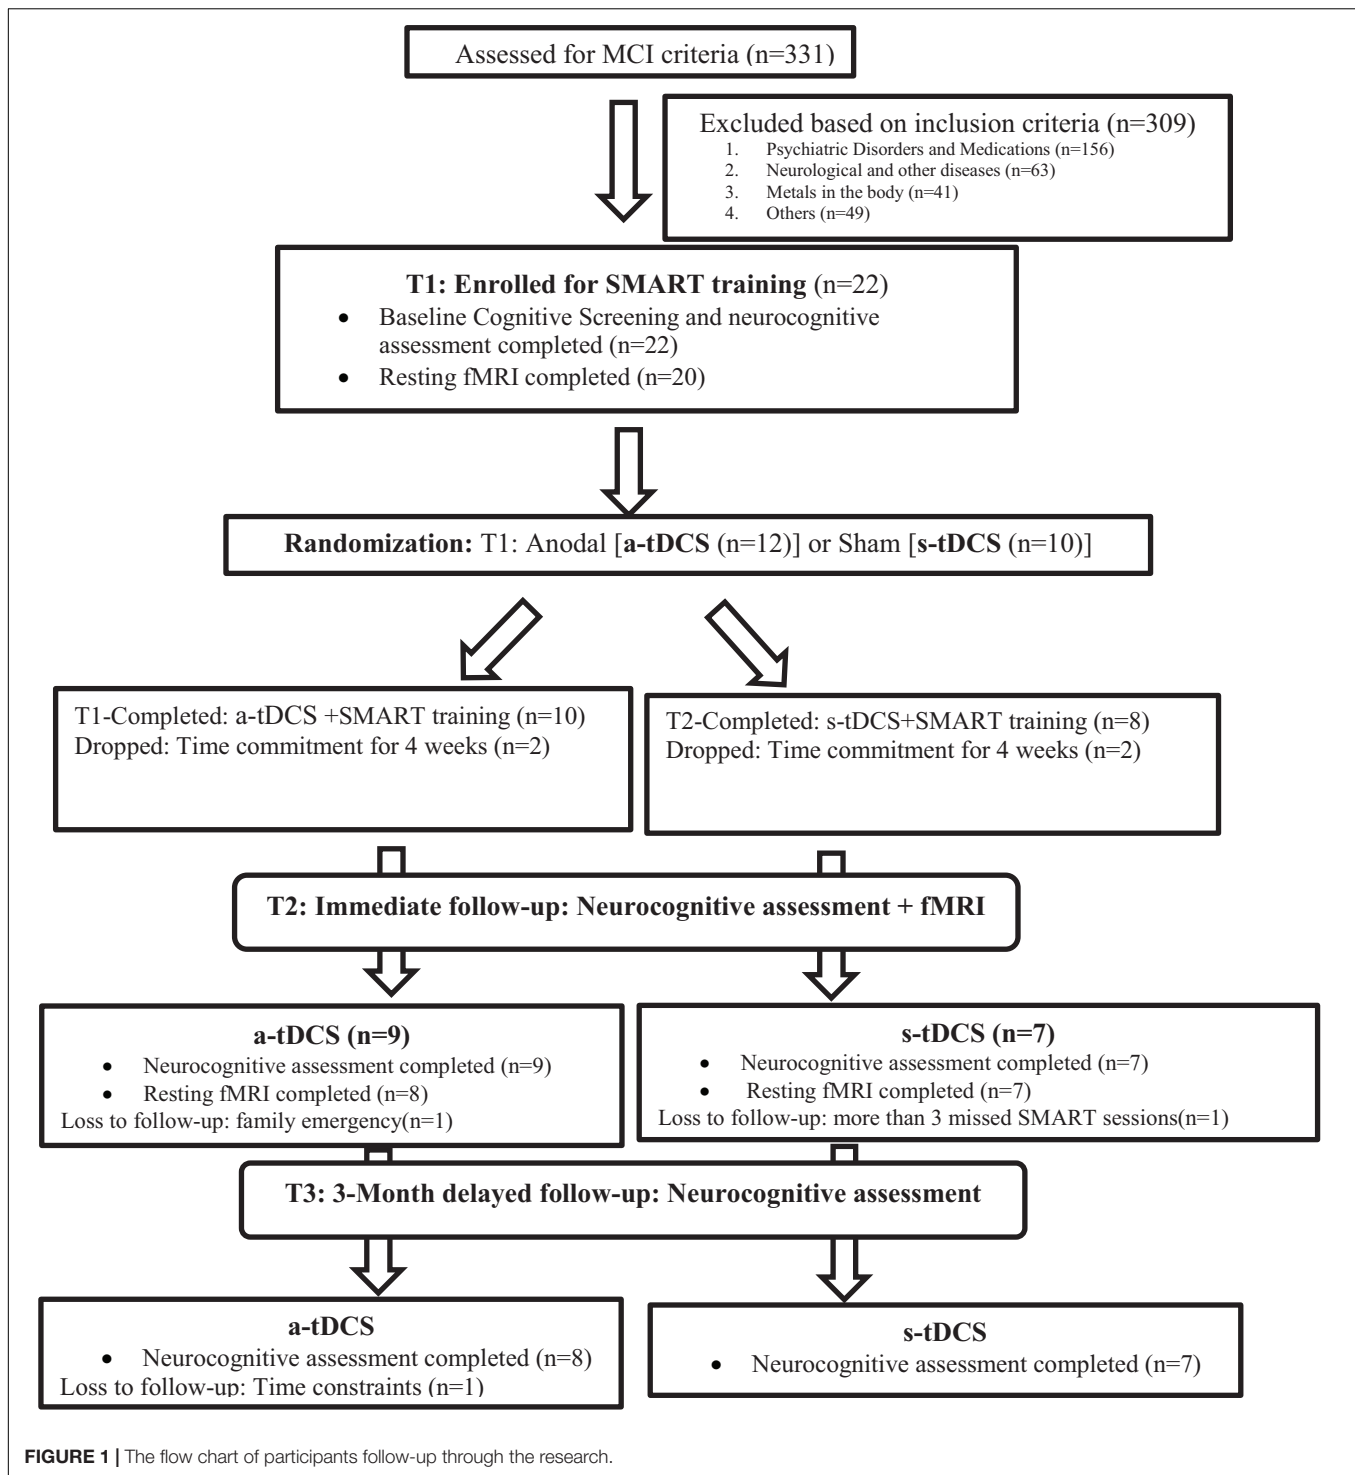 Assessed for MCI criteria (n=331)
Excluded based on inclusion criteria (n=309)
1. Psychiatric Disorders and Medications (n=156)
2. Neurological and other diseases (n=63)
3. Metals in the body (n=41)
4. Others (n=49)
T1: Enrolled for SMART training (n=22)
• Baseline Cognitive Screening and neurocognitive
assessment completed (n=22)
• Resting fMRI completed (n=20)
Randomization: T1: Anodal [a-tDCS (n=12)] or Sham [s-tDCS (n=10)]
T1-Completed: a-tDCS +SMART training (n=10)
Dropped: Time commitment for 4 weeks (n=2)
T2-Completed: s-tDCS+SMART training (n=8)
Dropped: Time commitment for 4 weeks (n=2)
T2: Immediate follow-up: Neurocognitive assessment + fMRI
a-tDCS (n=9)
• Neurocognitive assessment completed (n=9)
• Resting fMRI completed (n=8)
Loss to follow-up: family emergency(n=1)
s-tDCS (n=7)
• Neurocognitive assessment completed (n=7)
• Resting fMRI completed (n=7)
Loss to follow-up: more than 3 missed SMART sessions(n=1)
T3: 3-Month delayed follow-up: Neurocognitive assessment
a-tDCS
• Neurocognitive assessment completed (n=8)
Loss to follow-up: Time constraints (n=1)
s-tDCS
• Neurocognitive assessment completed (n=7)
FIGURE 1 | The flow chart of participants follow-up through the research.